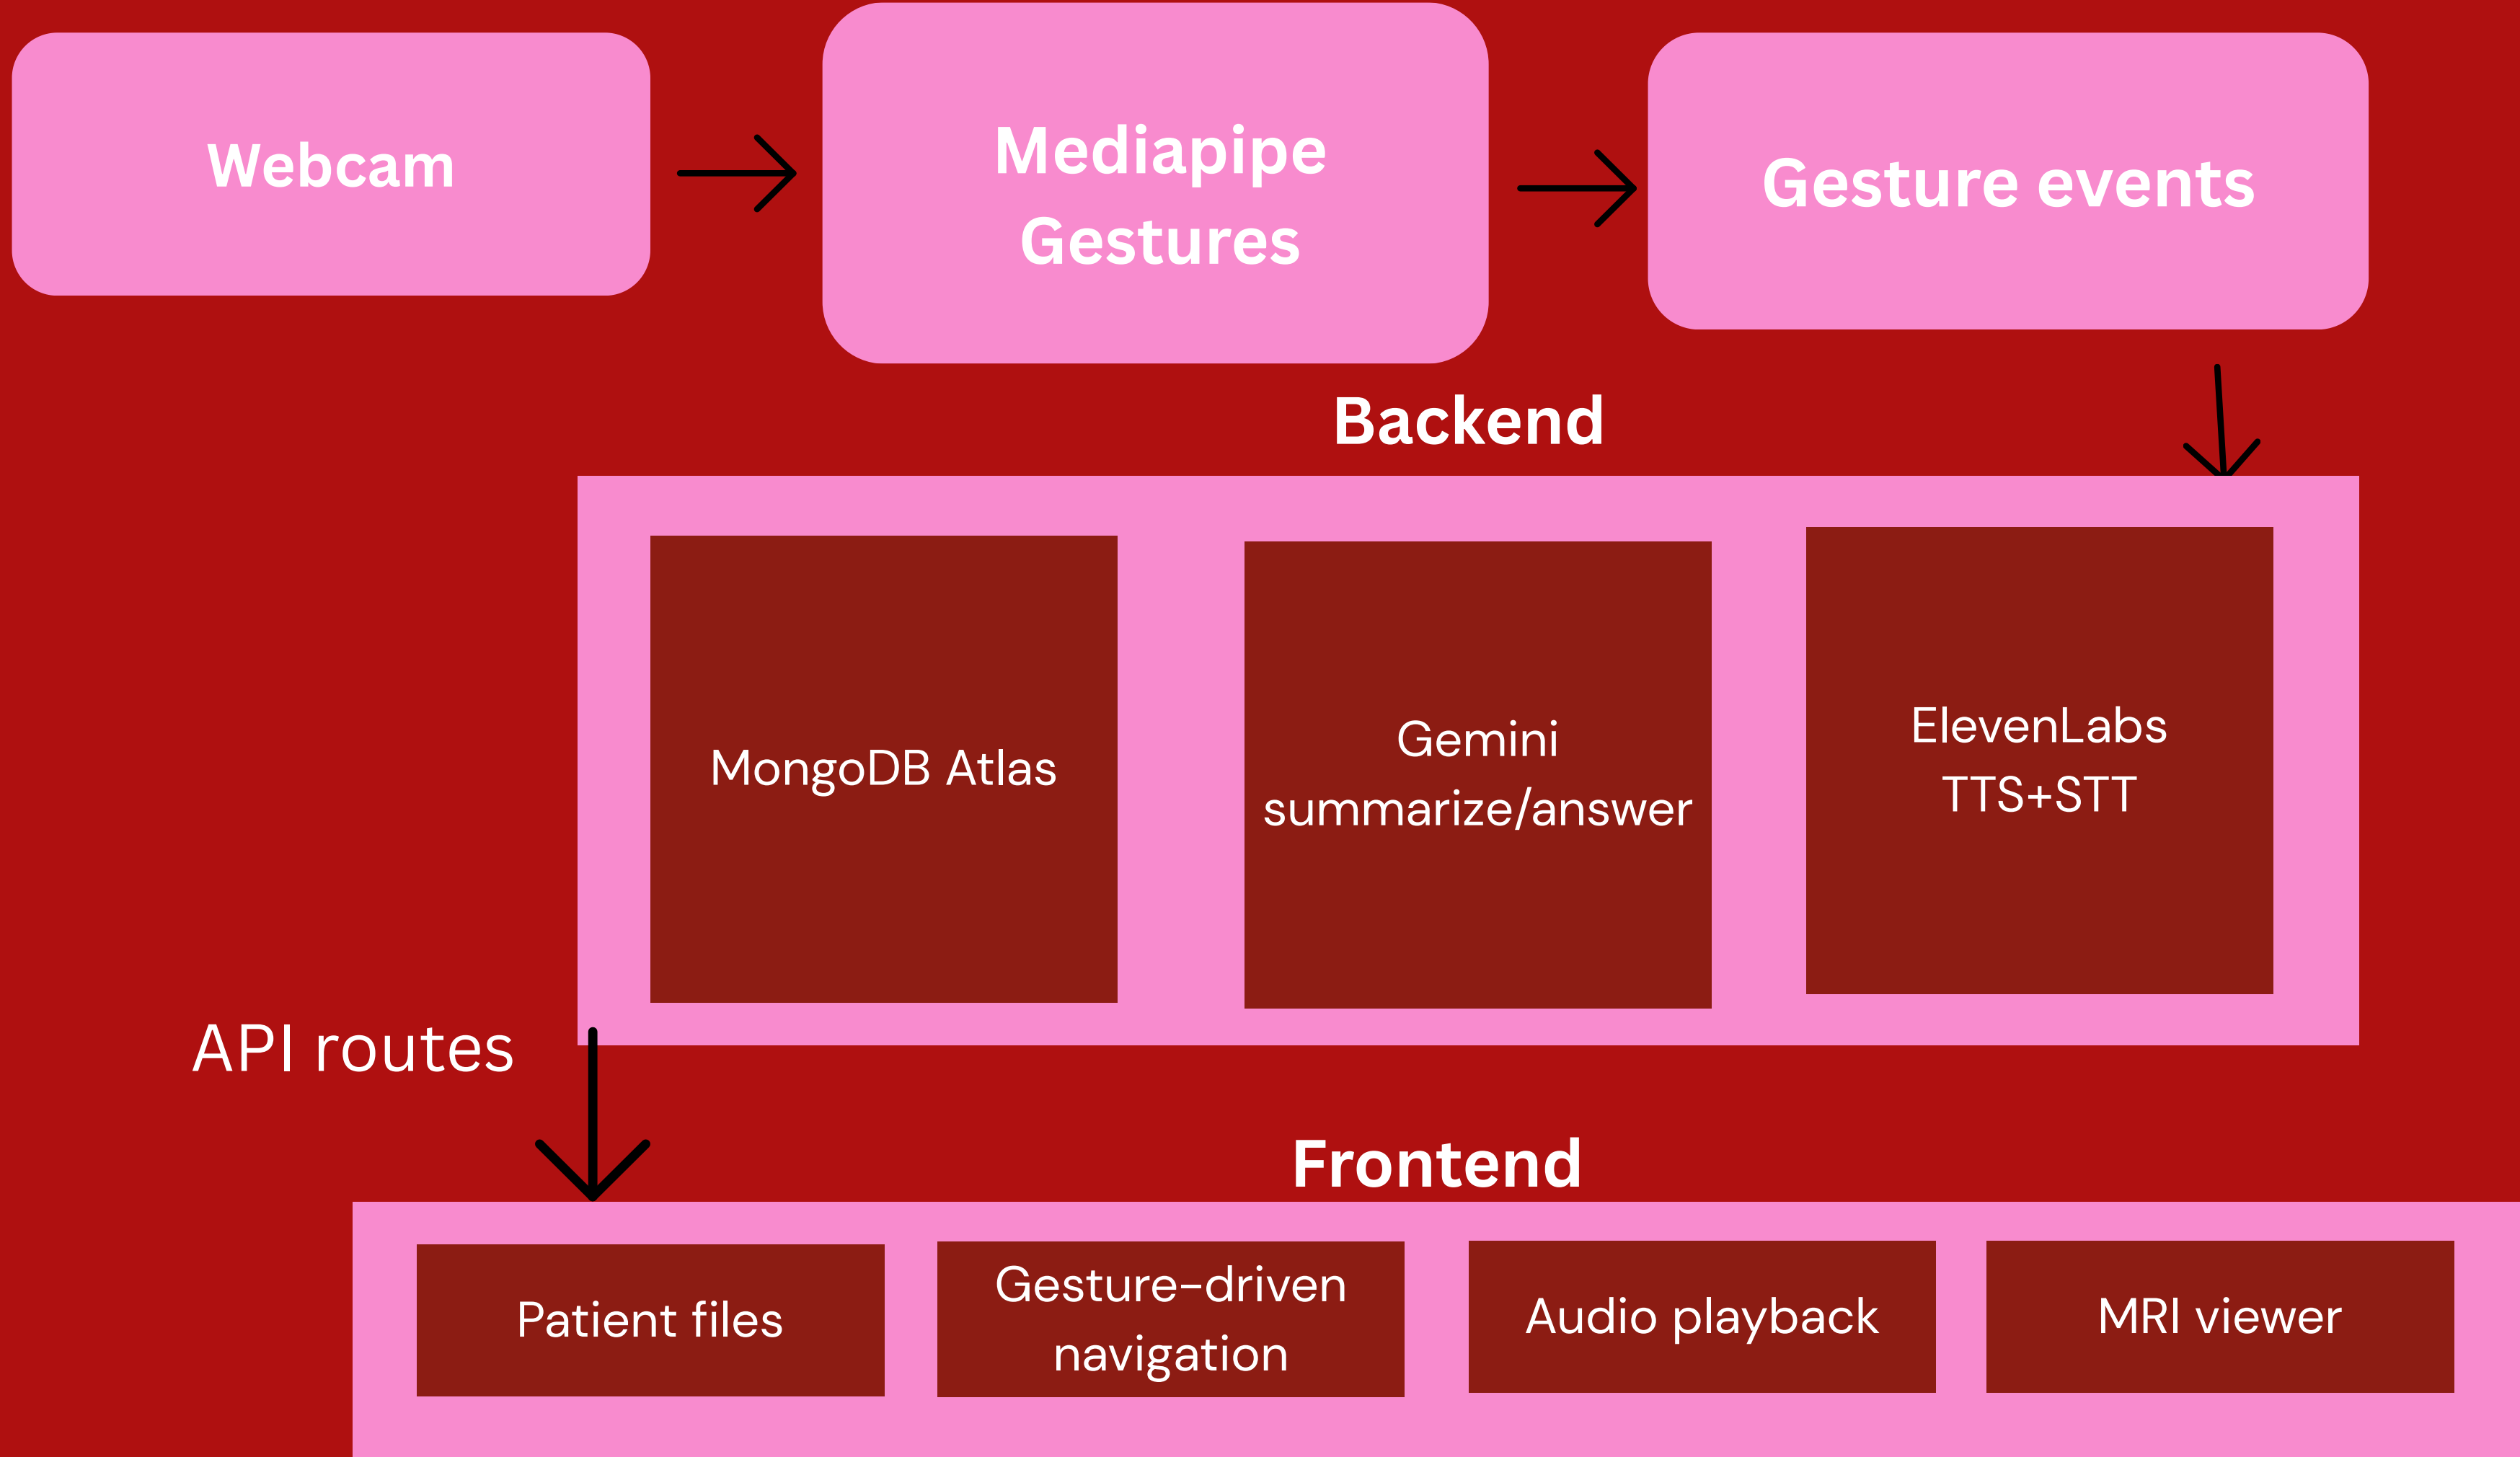 Webcam
Mediapipe
Gestures
Gesture events
Backend
MongoDB Atlas
Gemini
summarize/answer
ElevenLabs
TTS+STT
API routes
Frontend
Patient files
Gesture-driven
navigation
Audio playback
MRI viewer